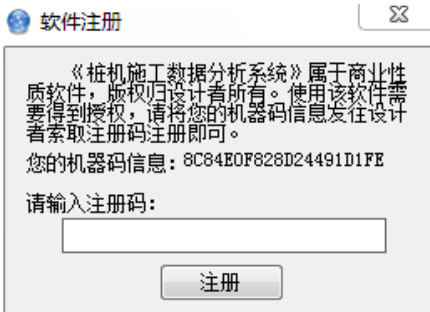 软件注册
《桩机施工数据分析系统》属于商业性
质软件，版权归设计者所有。使用该软件需
要得到授权，请将您的机器码信息发往设计
者索取注册码注册即可。
您的机器码信息：8C84E0F828D24491D1FE
请输入注册码：
注册